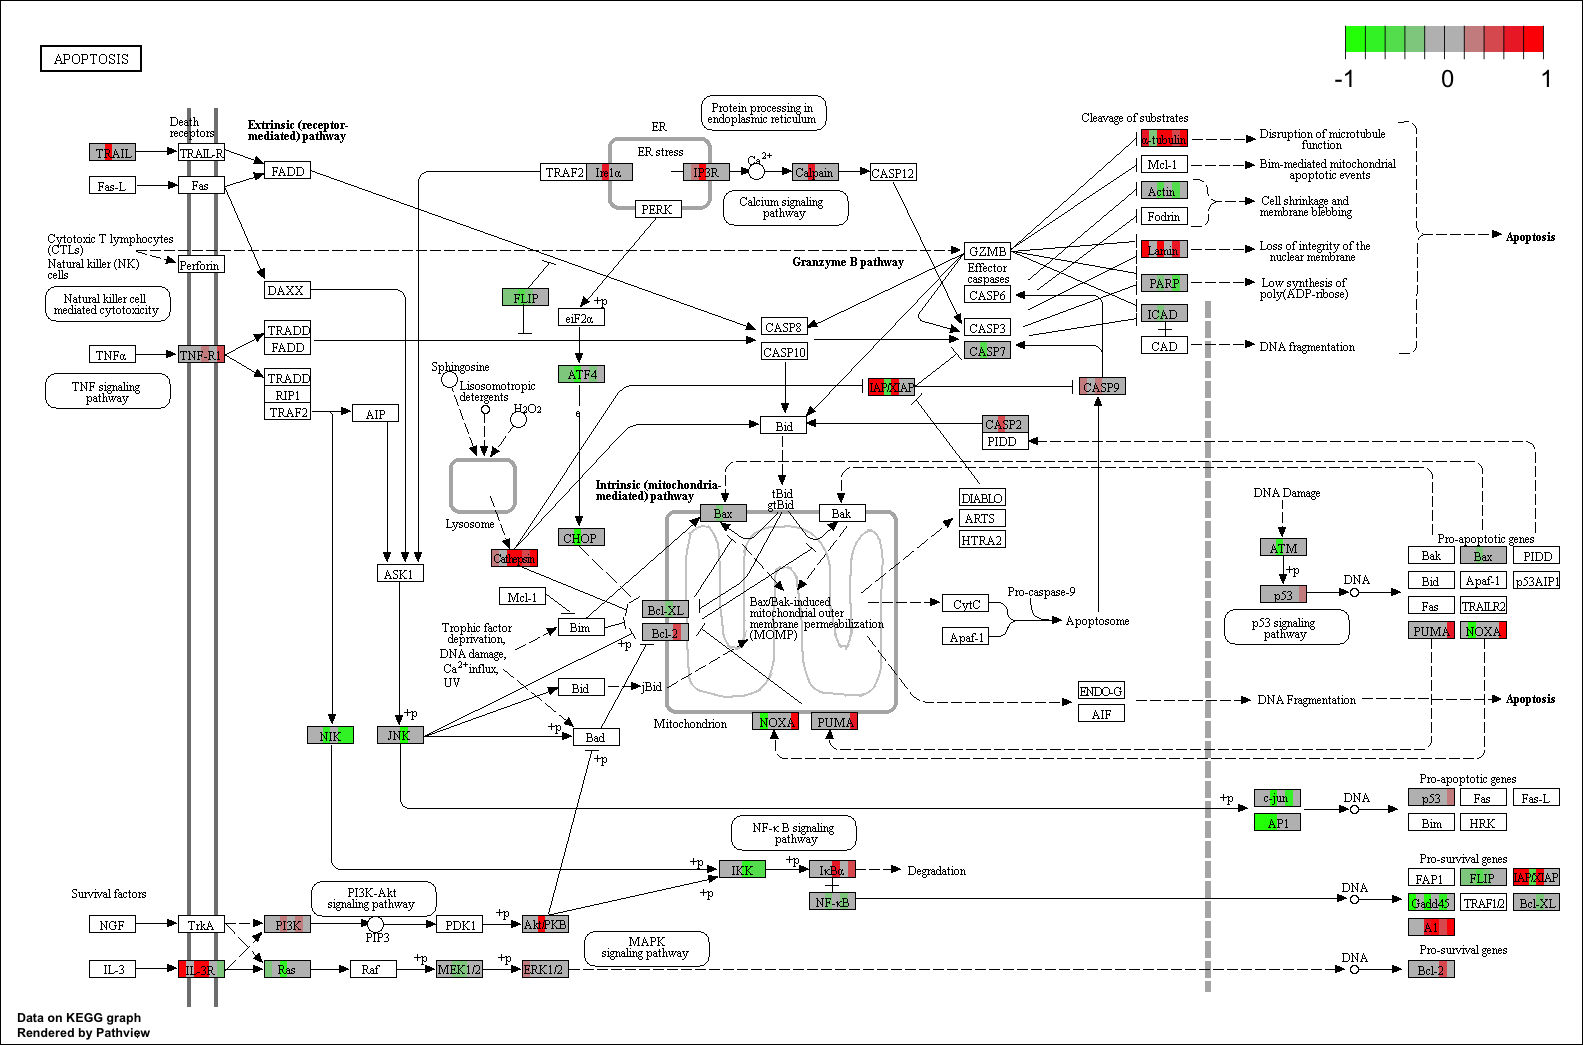 APOPTOSIS
-1
0
1
Death
receptors
Extrinsic (receptor-
mediated) pathway
TRAIL
TRAIL-R
FADD
Fas-L
Fas
Cytotoxic T lymphocytes
(CTLs)
Natural killer (NK)
cells
Perforin
Natural killer cell
mediated cytotoxicity
DAXX
TNFα
TNF-R1
TRADD
FADD
TNF signaling
pathway
TRADD
RIP1
TRAF2
AIP
ER
Protein processing in
endoplasmic reticulum
ER stress
TRAF2
Ire1α
IP3R
Ca2+
Calpain
CASP12
PERK
Calcium signaling
pathway
Granzyme B pathway
FLIP
eiF2α
+p
ATF4
e
CASP8
CASP10
GZMB
Effector
caspases
CASP6
CASP3
CASP7
Cleavage of substrates
α-tubulin
Disruption of microtubule
function
Mcl-1
Bim-mediated mitochondrial
apoptotic events
Actin
Fodrin
Cell shrinkage and
membrane blebbing
Lamin
Loss of integrity of the
nuclear membrane
PARP
Low synthesis of
poly(ADP-ribose)
ICAD
CAD
DNA fragmentation
Apoptosis
Sphingosine
Lisosomotropic
detergents
H2O2
Lysosome
IAP/XIAP
CASP9
Bid
CASP2
PIDD
Intrinsic (mitochondria-
mediated) pathway
tBid
gtBid
Bax
Bak
DIABLO
ARTS
HTRA2
CHOP
Cathepsin
ASK1
Mcl-1
Bcl-XL
Bcl-2
Bim
+p
Trophic factor
deprivation,
DNA damage,
Ca2+ influx,
UV
Bid
jBid
Bax/Bak-induced
mitochondrial outer
membrane permeabilization
(MOMP)
CytC
Pro-caspase-9
Apaf-1
Apoptosome
Mitochondrion
NOXA
PUMA
ENDO-G
AIF
DNA Fragmentation
Apoptosis
DNA Damage
ATM
+p
p53
DNA
p53 signaling
pathway
Pro-apoptotic genes
Bak
Bax
PIDD
Bid
Apaf-1
p53AIP1
Fas
TRAILR2
PUMA
NOXA
NIK
+p
JNK
+p
Bad
+p
+p
c-jun
AP1
DNA
Pro-apoptotic genes
p53
Fas
Fas-L
Bim
HRK
NF-κB signaling
pathway
+p
IKK
+p
IκBα
Degradation
+p
NF-κB
DNA
Pro-survival genes
FAP1
FLIP
IAP/XIAP
Gadd45
TRAF1/2
Bcl-XL
A1
Survival factors
PI3K-Akt
signaling pathway
NGF
TrkA
PI3K
PIP3
PDK1
+p
Akt/PKB
MAPK
signaling pathway
IL-3
IL-3R
Ras
Raf
+p
MEK1/2
+p
ERK1/2
DNA
Pro-survival genes
Bcl-2
Data on KEGG graph
Rendered by Pathview